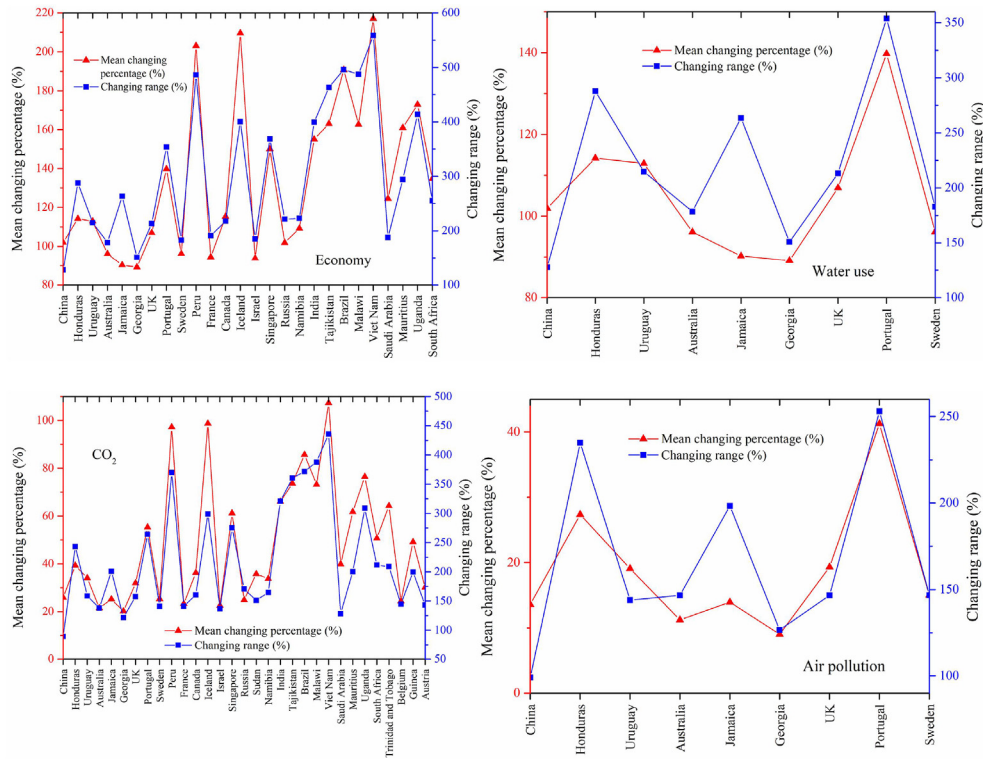 220
200
180
160
140
120
100
80
600
500
400
300
200
100
Mean changing percentage (%)
Changing range (%)
Mean changing
percentage (%)
Changing range (%)
Economy
China
Honduras
Uruguay
Australia
Jamaica
Georgia
UK
Portugal
Sweden
Peru
France
Canada
Iceland
Israel
Singapore
Russia
Namibia
India
Tajikistan
Brazil
Malawi
Viet Nam
Saudi Arabia
Mauritius
Uganda
South Africa
140
120
100
80
350
300
250
200
150
100
Mean changing percentage (%)
Changing range (%)
Mean changing percentage (%)
Changing range (%)
Water use
China
Honduras
Uruguay
Australia
Jamaica
Georgia
UK
Portugal
Sweden
100
80
60
40
20
0
500
450
400
350
300
250
200
150
100
50
Mean changing percentage (%)
Changing range (%)
CO2
Mean changing percentage (%)
Changing range (%)
China
Honduras
Uruguay
Australia
Jamaica
Georgia
UK
Portugal
Sweden
Peru
France
Canada
Iceland
Israel
Singapore
Russia
Sudan
Namibia
India
Tajikistan
Brazil
Malawi
Viet Nam
Saudi Arabia
Mauritius
Uganda
South Africa
Trinidad and Tobago
Belgium
Guinea
Austria
40
20
0
250
200
150
100
Mean changing percentage (%)
Changing range (%)
Mean changing percentage (%)
Changing range (%)
Air pollution
China
Honduras
Uruguay
Australia
Jamaica
Georgia
UK
Portugal
Sweden